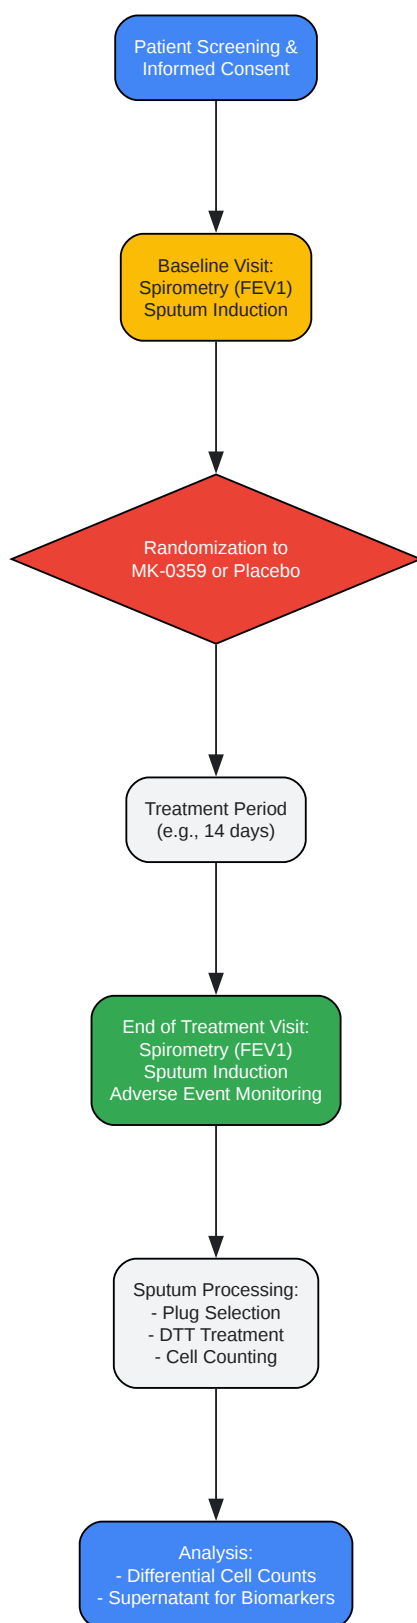 Patient Screening &
Informed Consent
Baseline Visit:
Spirometry (FEV1)
Sputum Induction
Randomization to
MK-0359 or Placebo
Treatment Period
(e.g., 14 days)
End of Treatment Visit:
Spirometry (FEV1)
Sputum Induction
Adverse Event Monitoring
Sputum Processing:
- Plug Selection
- DTT Treatment
- Cell Counting
Analysis:
- Differential Cell Counts
- Supernatant for Biomarkers